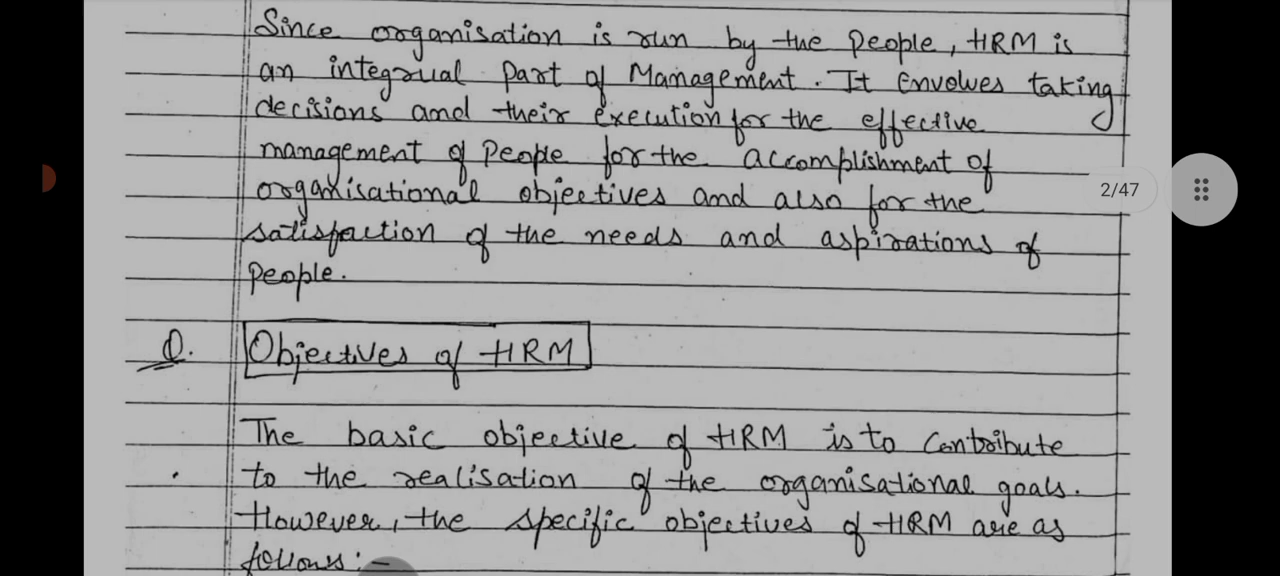 Since organisation is run by the people, HRM is
an integrual part of Management. It envolves taking
decisions and their execution for the effective
management of people for the accomplishment of
organisational objectives and also for the
satisfaction of the needs and aspirations of
people.
2/47
Q. Objectives of HRM
The basic objective of HRM is to contribute
to the realisation of the organisational goals.
However, the specific objectives of HRM are as
follows:-